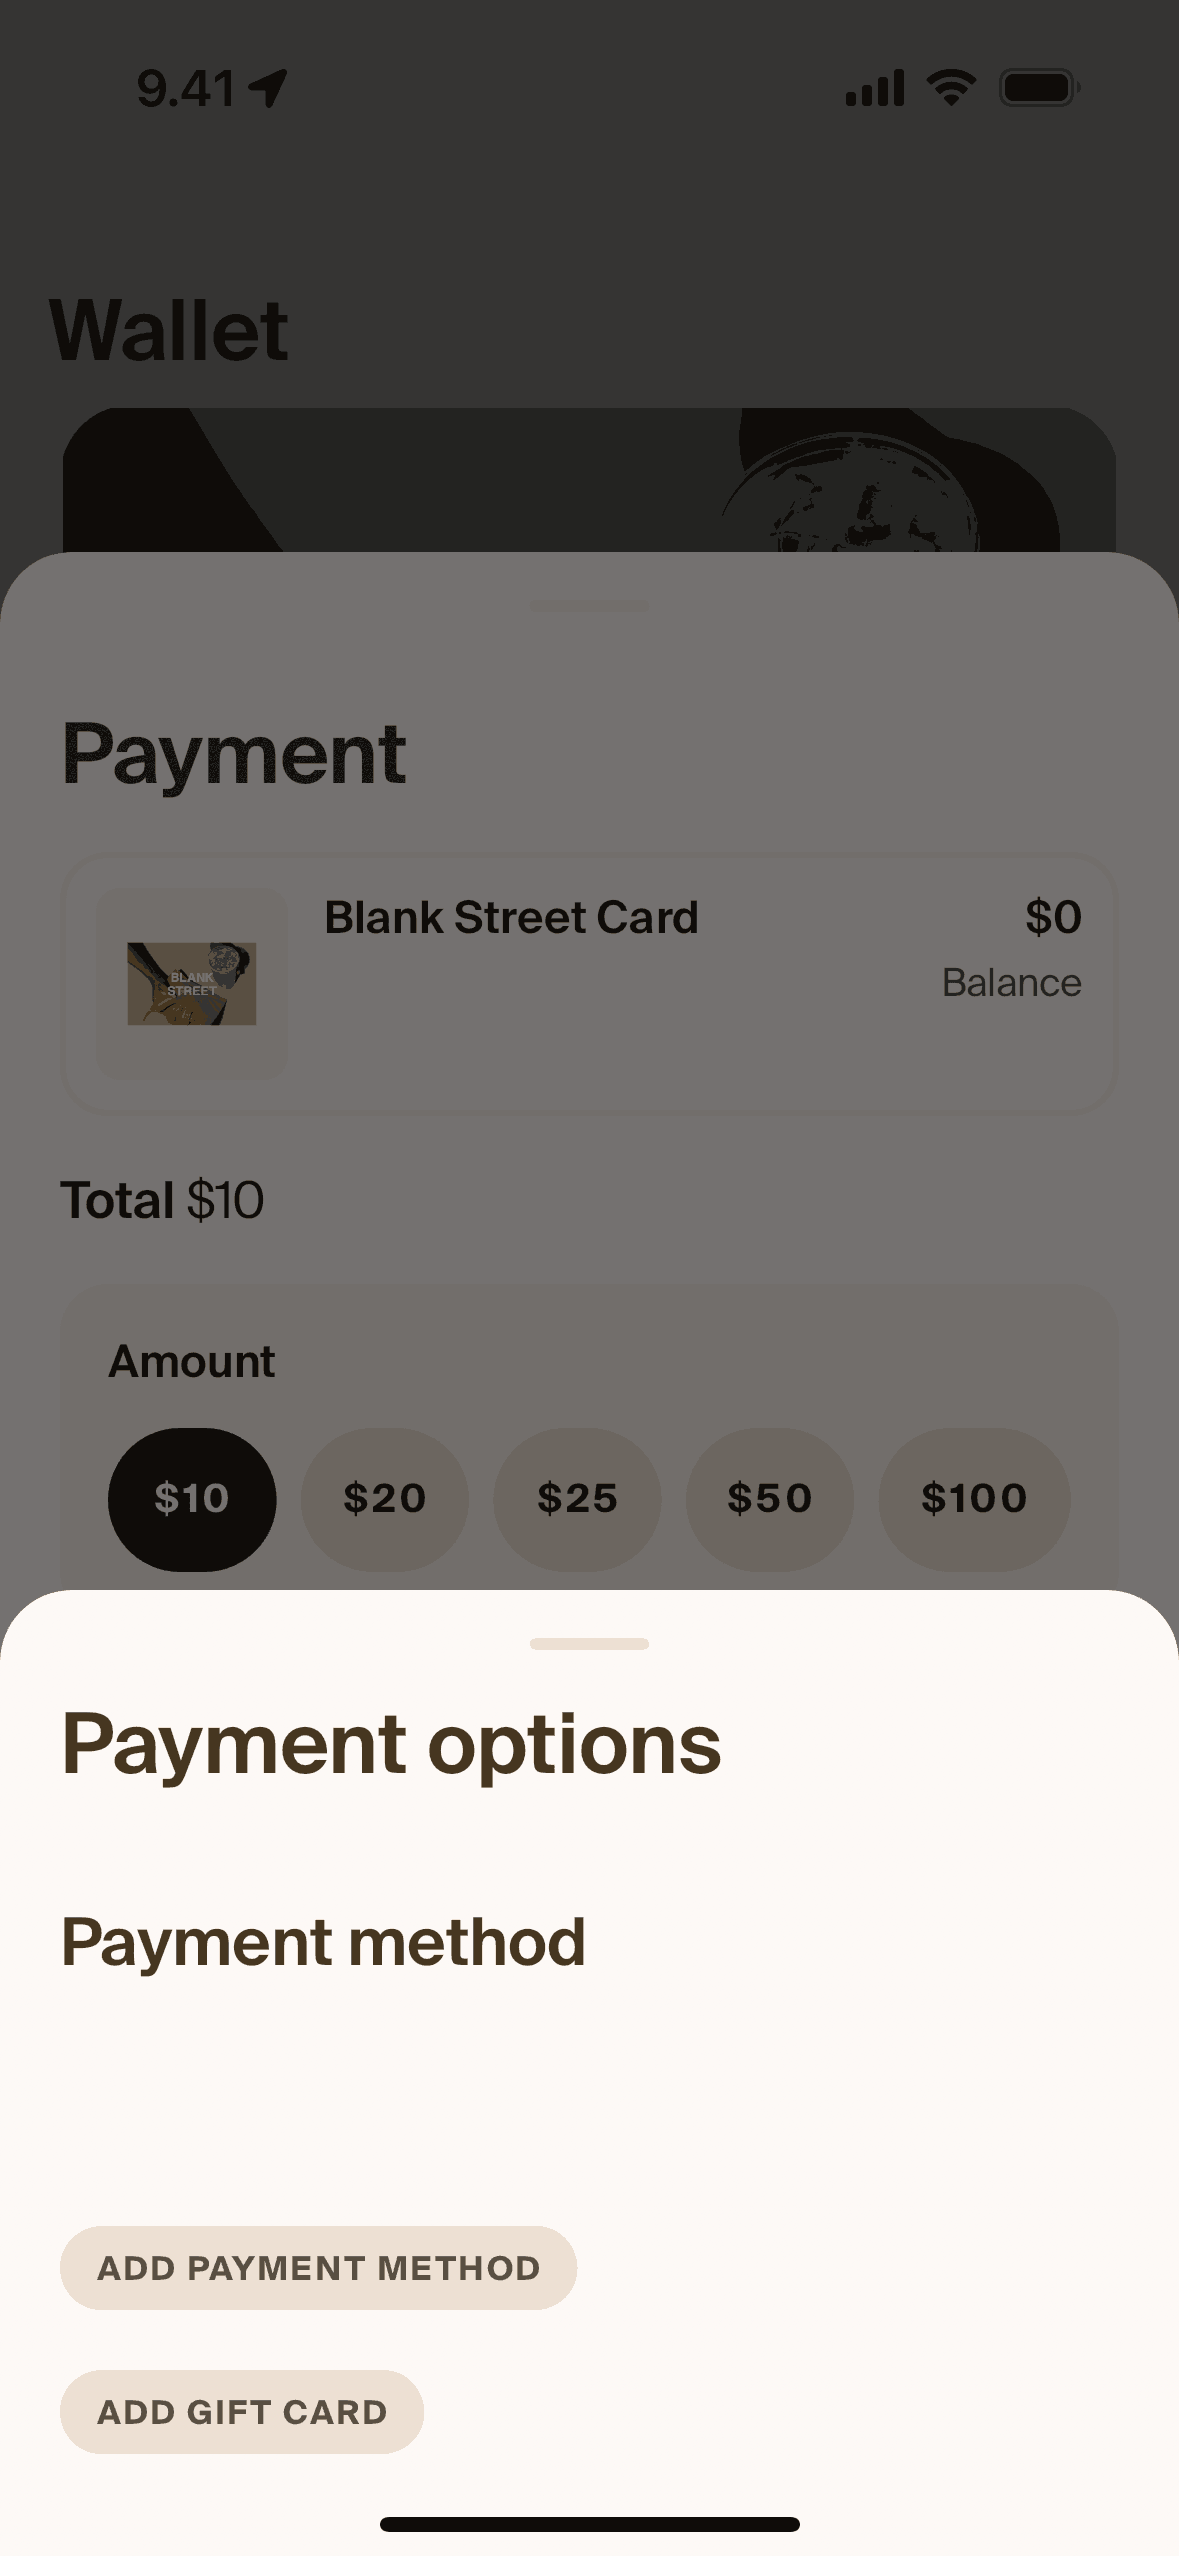 9.41
Wallet
Payment
BLANK
STREET
Blank Street Card
$0
Balance
Total $10
Amount
$10 $20 $25 $50 $100
Payment options
Payment method
ADD PAYMENT METHOD
ADD GIFT CARD